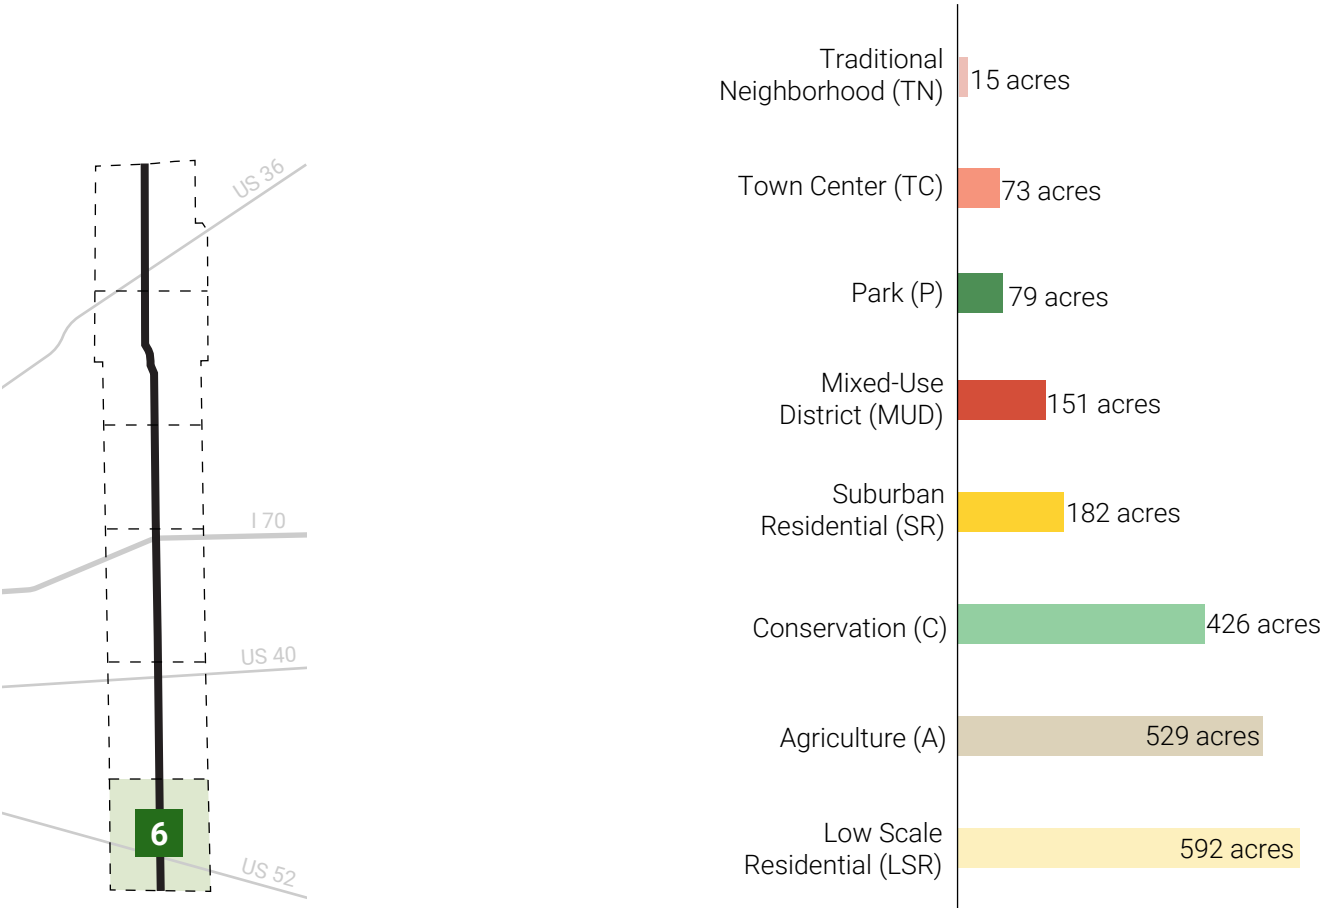 US 36
I 70
US 40
6
US 52
Traditional
Neighborhood (TN)
15 acres
Town Center (TC)
73 acres
Park (P)
79 acres
Mixed-Use
District (MUD)
151 acres
Suburban
Residential (SR)
182 acres
Conservation (C)
426 acres
Agriculture (A)
529 acres
Low Scale
Residential (LSR)
592 acres